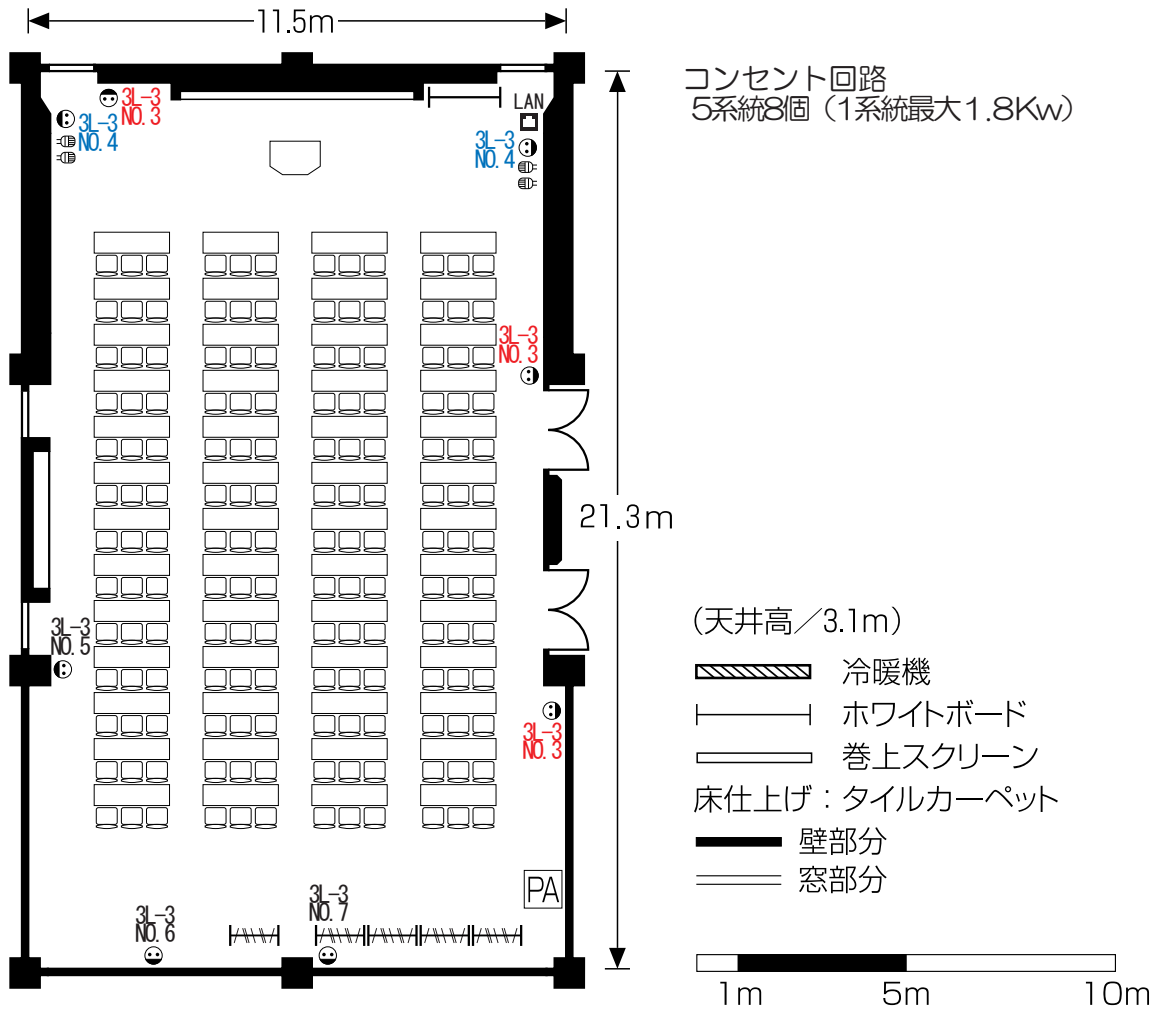 11.5m
コンセント回路
5系統8個（1系統最大1.8Kw）
3L-3
NO.3
LAN
3L-3
NO.4
3L-3
NO.4
3L-3
NO.3
21.3m
3L-3
NO.5
(天井高／3.1m)
冷暖機
ホワイトボード
3L-3
NO.3
巻上スクリーン
床仕上げ：タイルカーペット
壁部分
窓部分
PA
3L-3
NO.7
3L-3
NO.6
1m
5m
10m